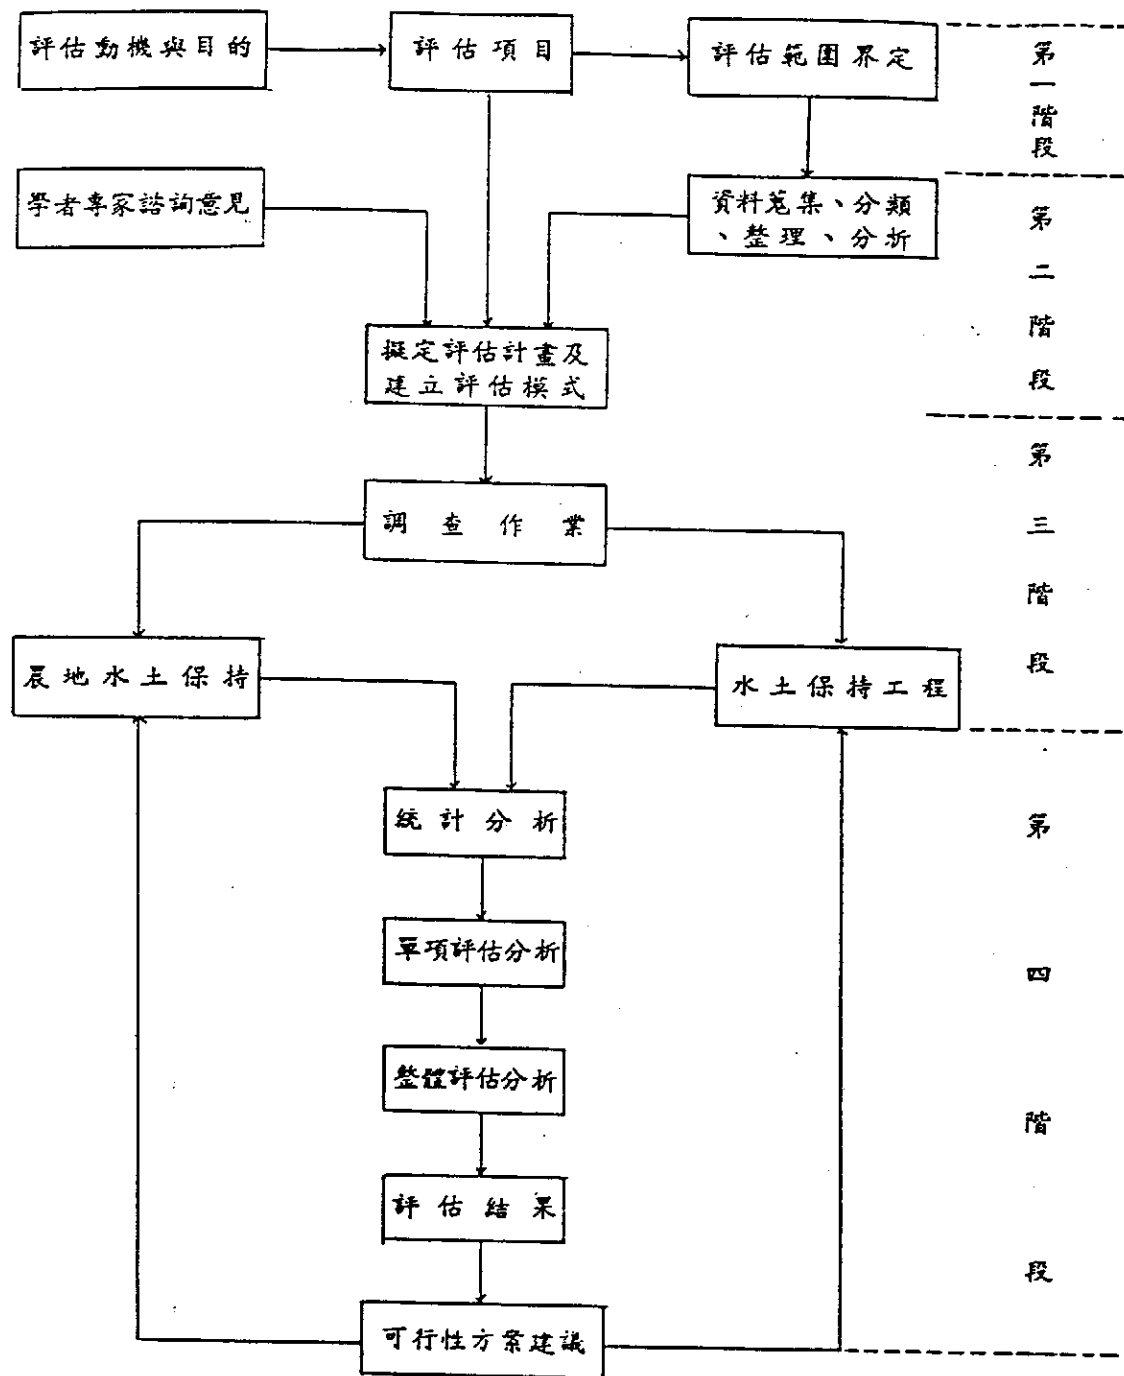 評估動機與目的
評估項目
評估範圍界定
第一階段
學者專家諮詢意見
資料蒐集、分類
、整理、分析
第二階段
擬定評估計畫及
建立評估模式
調查作業
第三階段
農地水土保持
水土保持工程
統計分析
單項評估分析
整體評估分析
評估結果
可行性方案建議
第四階段